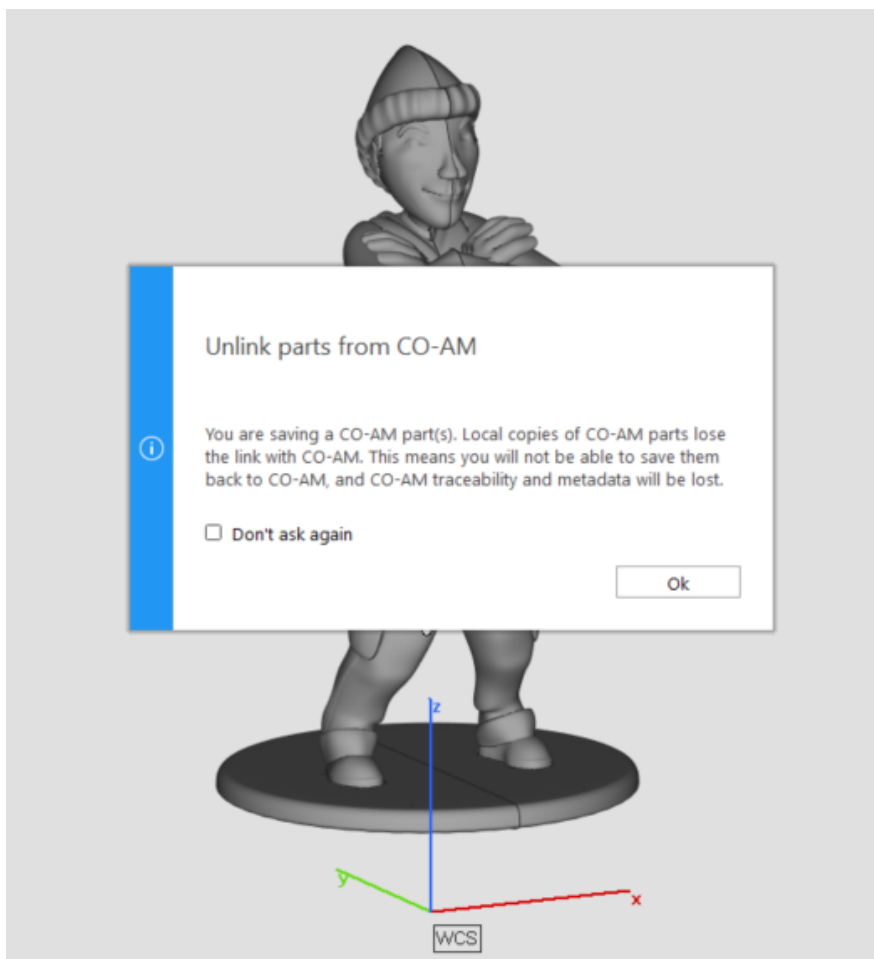 Unlink parts from CO-AM
You are saving a CO-AM part(s). Local copies of CO-AM parts lose
the link with CO-AM. This means you will not be able to save them
back to CO-AM, and CO-AM traceability and metadata will be lost.
Don't ask again
Ok
z
y
x
WCS